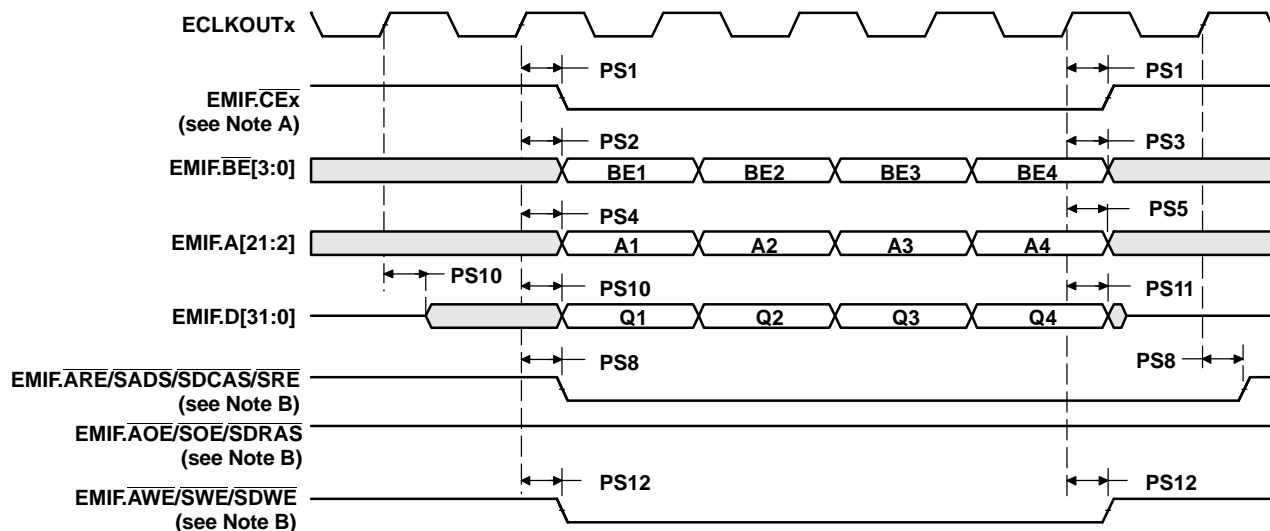 ECLKOUTx
PS1 PS1
EMIF.CEx
(see Note A)
PS2 PS3
EMIF.BE[3:0] BE1 BE2 BE3 BE4
PS4 PS5
EMIF.A[21:2] A1 A2 A3 A4
PS10 PS10 PS11
EMIF.D[31:0] Q1 Q2 Q3 Q4
PS8 PS8
EMIF.ARE/SADS/SDCAS/SRE
(see Note B)
EMIF.AOE/SOE/SDRAS
(see Note B)
PS12 PS12
EMIF.AWE/SWE/SDWE
(see Note B)